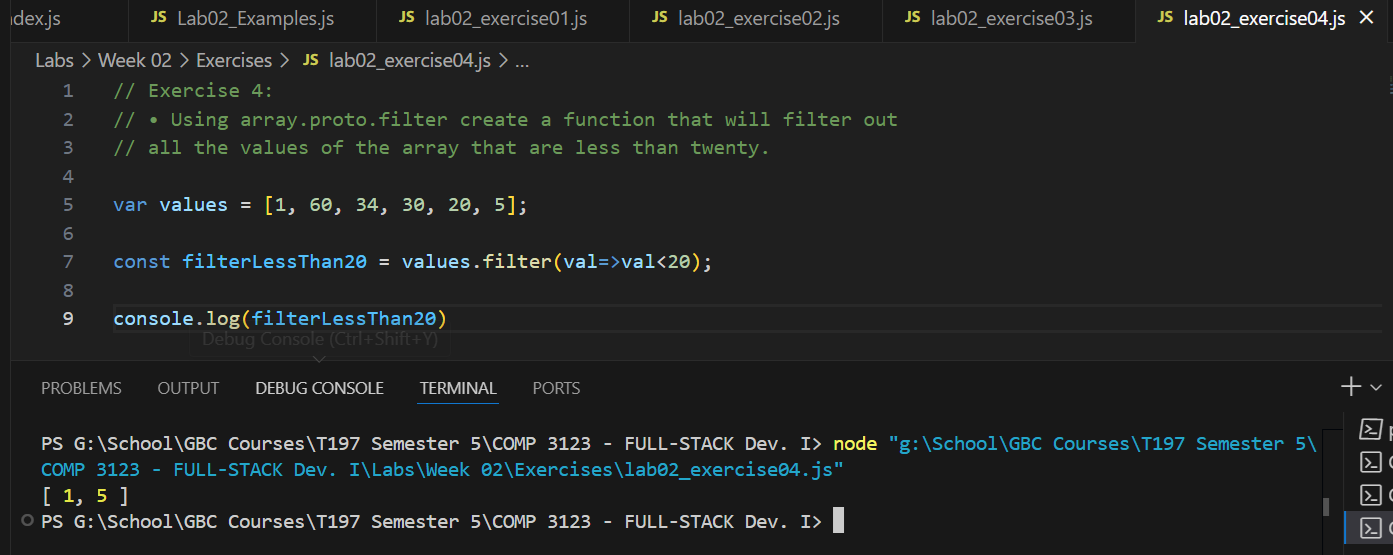 dex.js JS Lab02_Examples.js JS lab02_exercise01.js JS lab02_exercise02.js JS lab02_exercise03.js JS lab02_exercise04.js
Labs > Week 02 > Exercises > JS lab02_exercise04.js > ...
1 // Exercise 4:
2 // • Using array.proto.filter create a function that will filter out
3 // all the values of the array that are less than twenty.
4
5 var values = [1, 60, 34, 30, 20, 5];
6
7 const filterLessThan20 = values.filter(val=>val<20);
8
9 console.log(filterLessThan20)
Debug Console (Ctrl+Shift+Y)
PROBLEMS OUTPUT DEBUG CONSOLE TERMINAL PORTS
PS G:\School\GBC Courses\T197 Semester 5\COMP 3123 - FULL-STACK Dev. I> node "g:\School\GBC Courses\T197 Semester 5\
COMP 3123 - FULL-STACK Dev. I\Labs\Week 02\Exercises\lab02_exercise04.js"
[ 1, 5 ]
PS G:\School\GBC Courses\T197 Semester 5\COMP 3123 - FULL-STACK Dev. I>